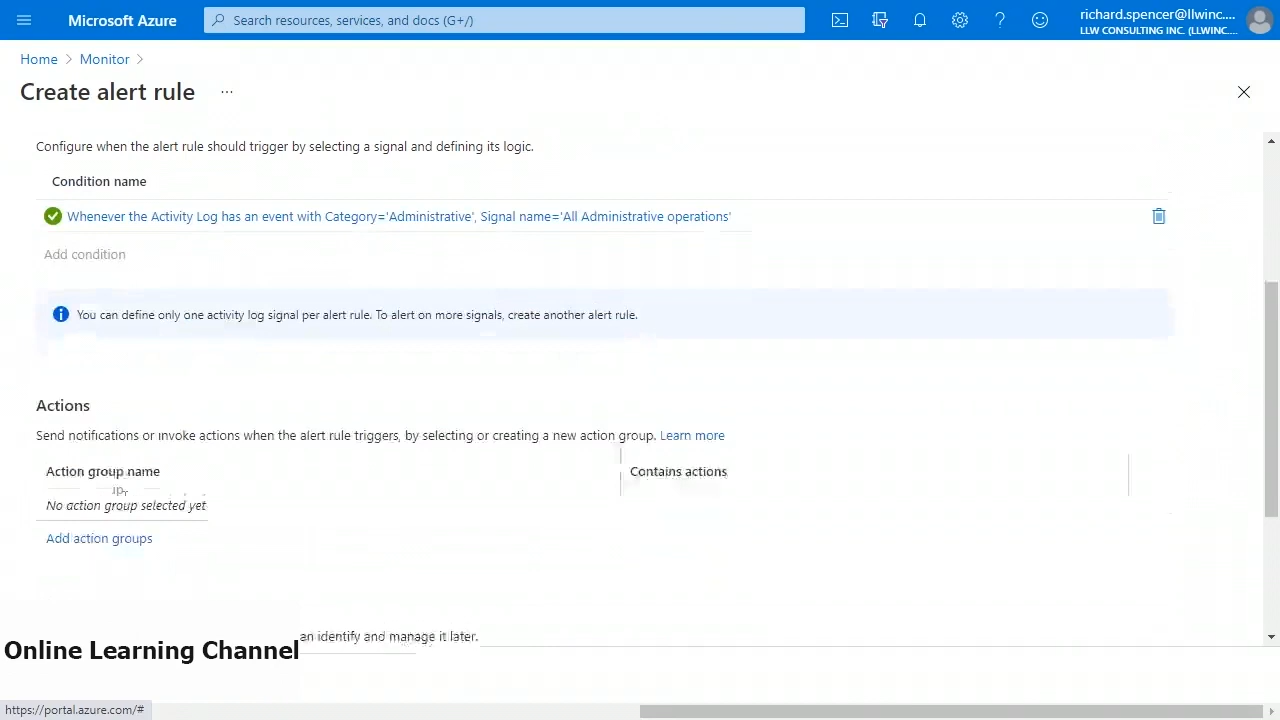 Microsoft Azure
Search resources, services, and docs (G+/)
richard.spencer@llwinc....
LLW CONSULTING INC. (LLWINC....
Home > Monitor >
Create alert rule ...
Configure when the alert rule should trigger by selecting a signal and defining its logic.
Condition name
Whenever the Activity Log has an event with Category='Administrative', Signal name='All Administrative operations'
Add condition
You can define only one activity log signal per alert rule. To alert on more signals, create another alert rule.
Actions
Send notifications or invoke actions when the alert rule triggers, by selecting or creating a new action group. Learn more
Action group name
Contains actions
No action group selected yet
Add action groups
an identify and manage it later.
Online Learning Channel
https://portal.azure.com/#